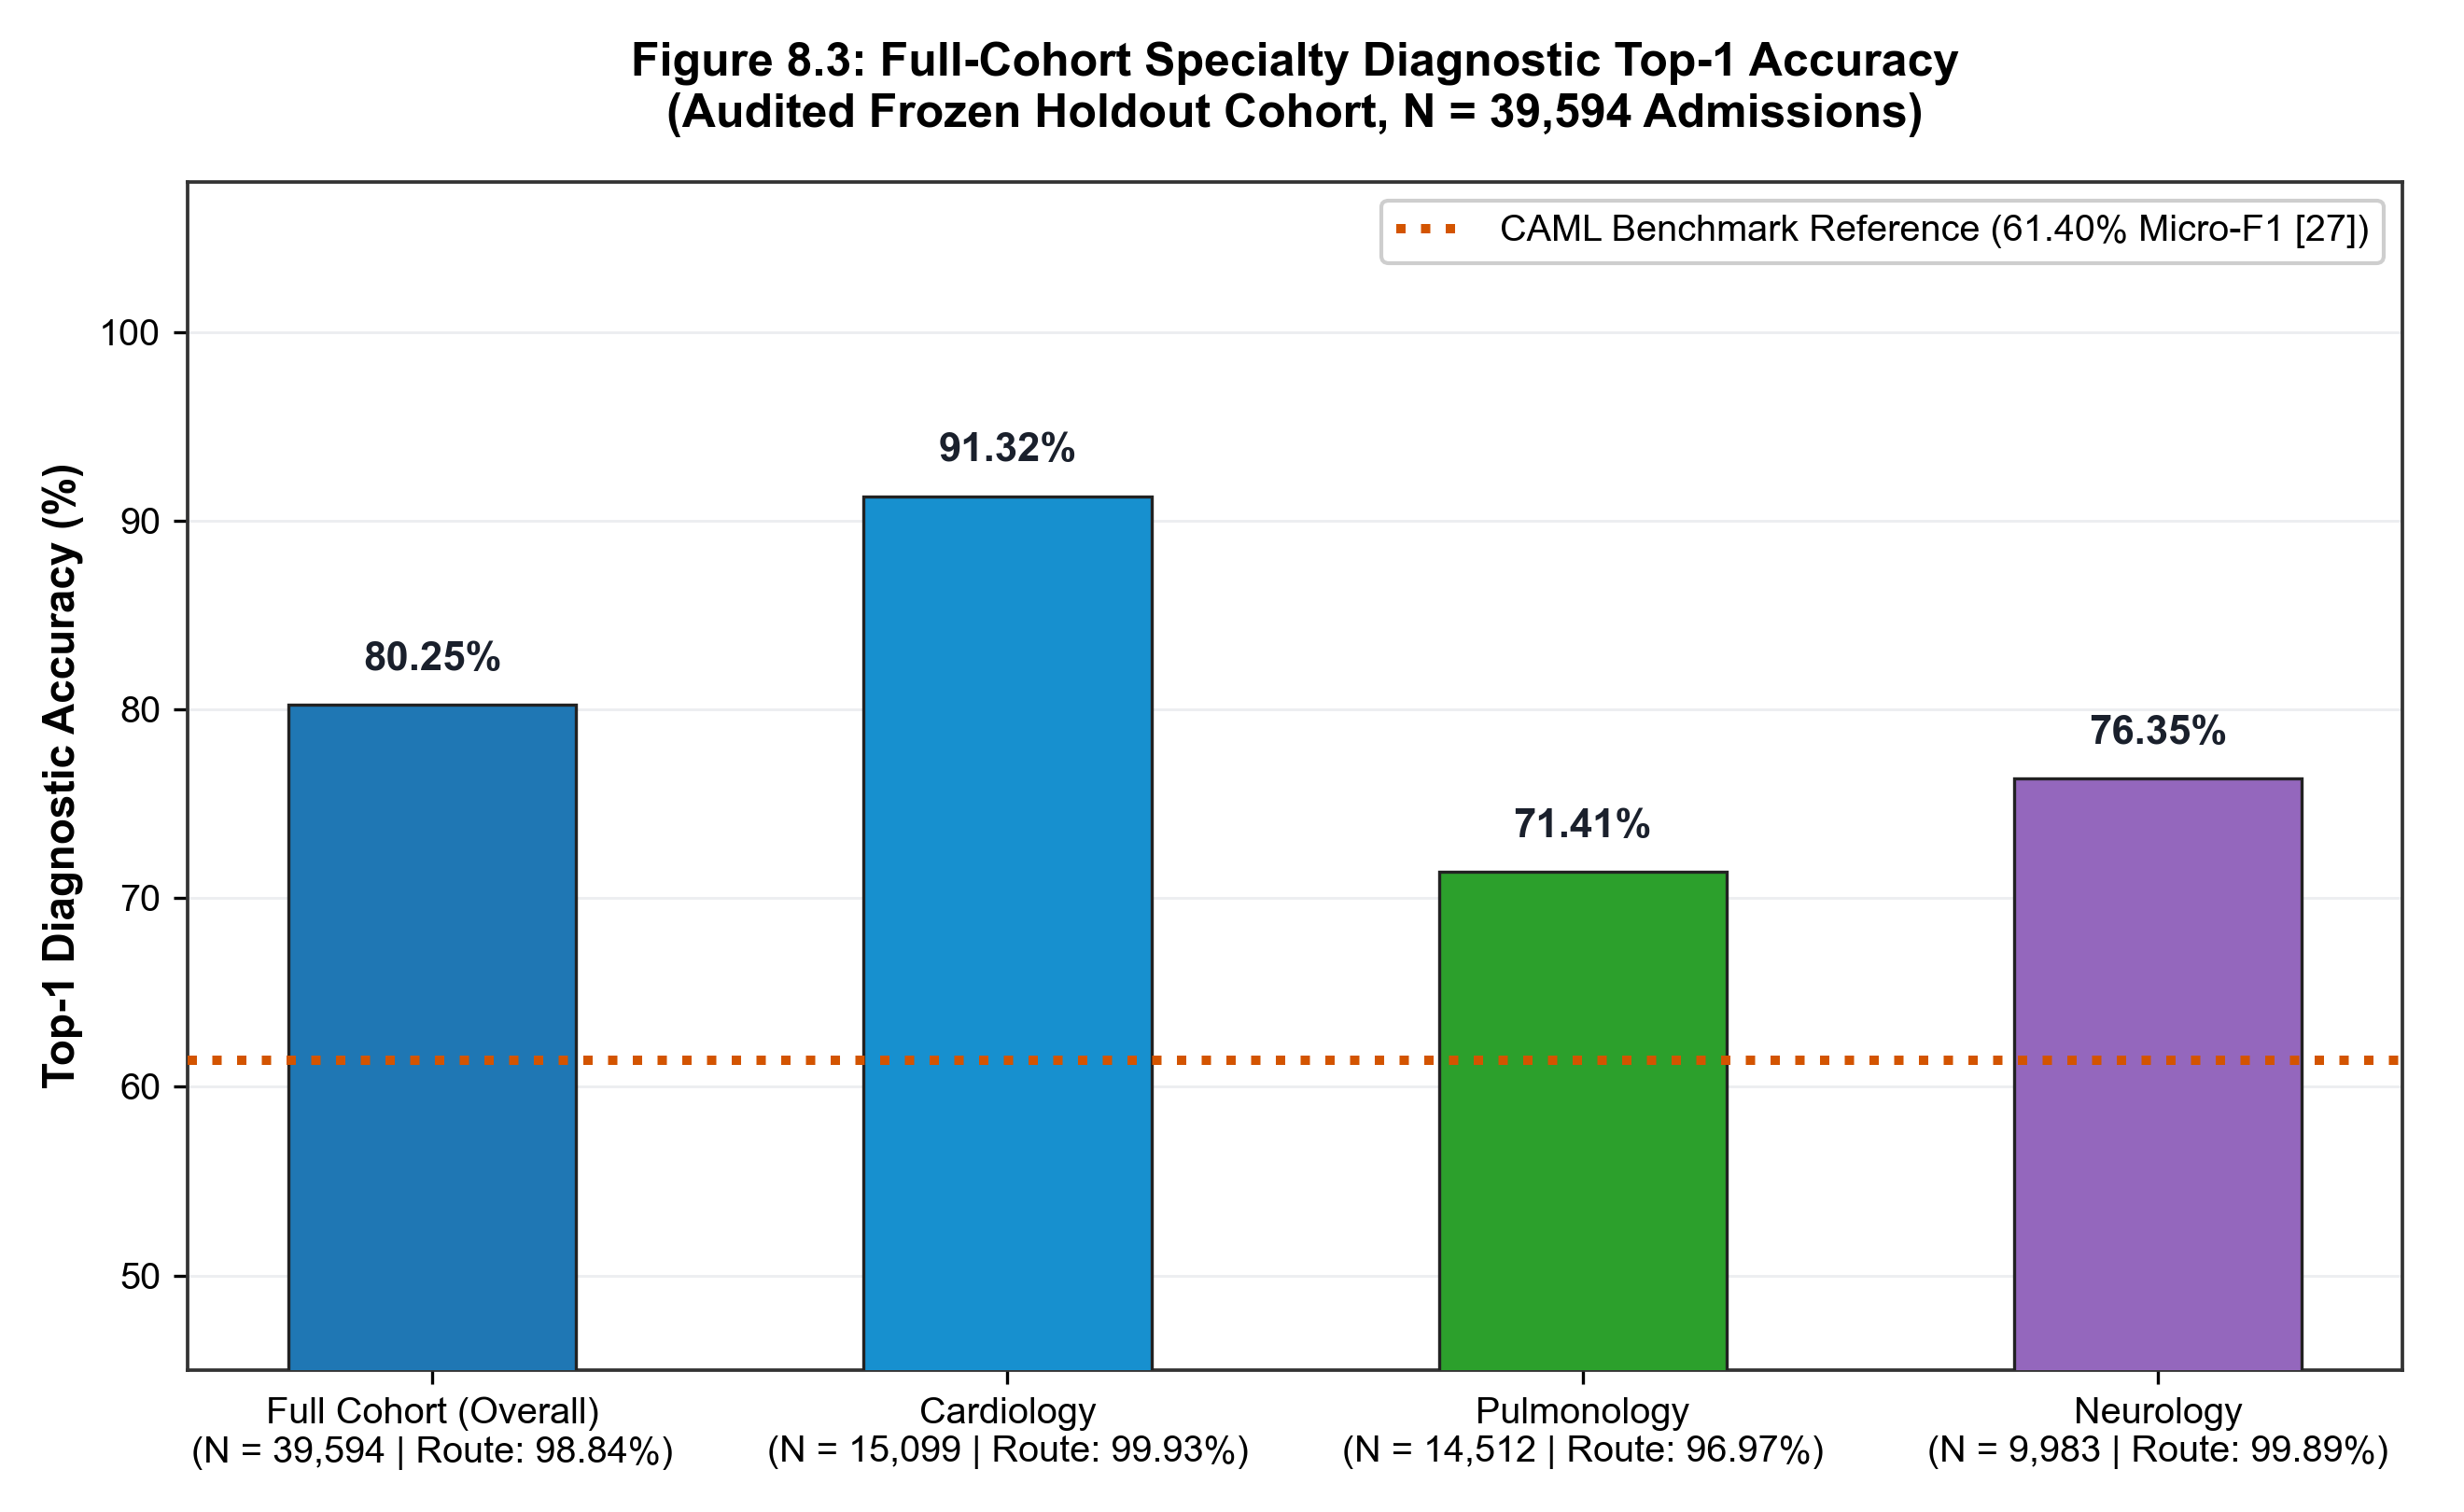 Figure 8.3: Full-Cohort Specialty Diagnostic Top-1 Accuracy
(Audited Frozen Holdout Cohort, N = 39,594 Admissions)
CAML Benchmark Reference (61.40% Micro-F1 [27])
Top-1 Diagnostic Accuracy (%)
100
90
80
70
60
50
80.25%
91.32%
71.41%
76.35%
Full Cohort (Overall)
(N = 39,594 | Route: 98.84%)
Cardiology
(N = 15,099 | Route: 99.93%)
Pulmonology
(N = 14,512 | Route: 96.97%)
Neurology
(N = 9,983 | Route: 99.89%)